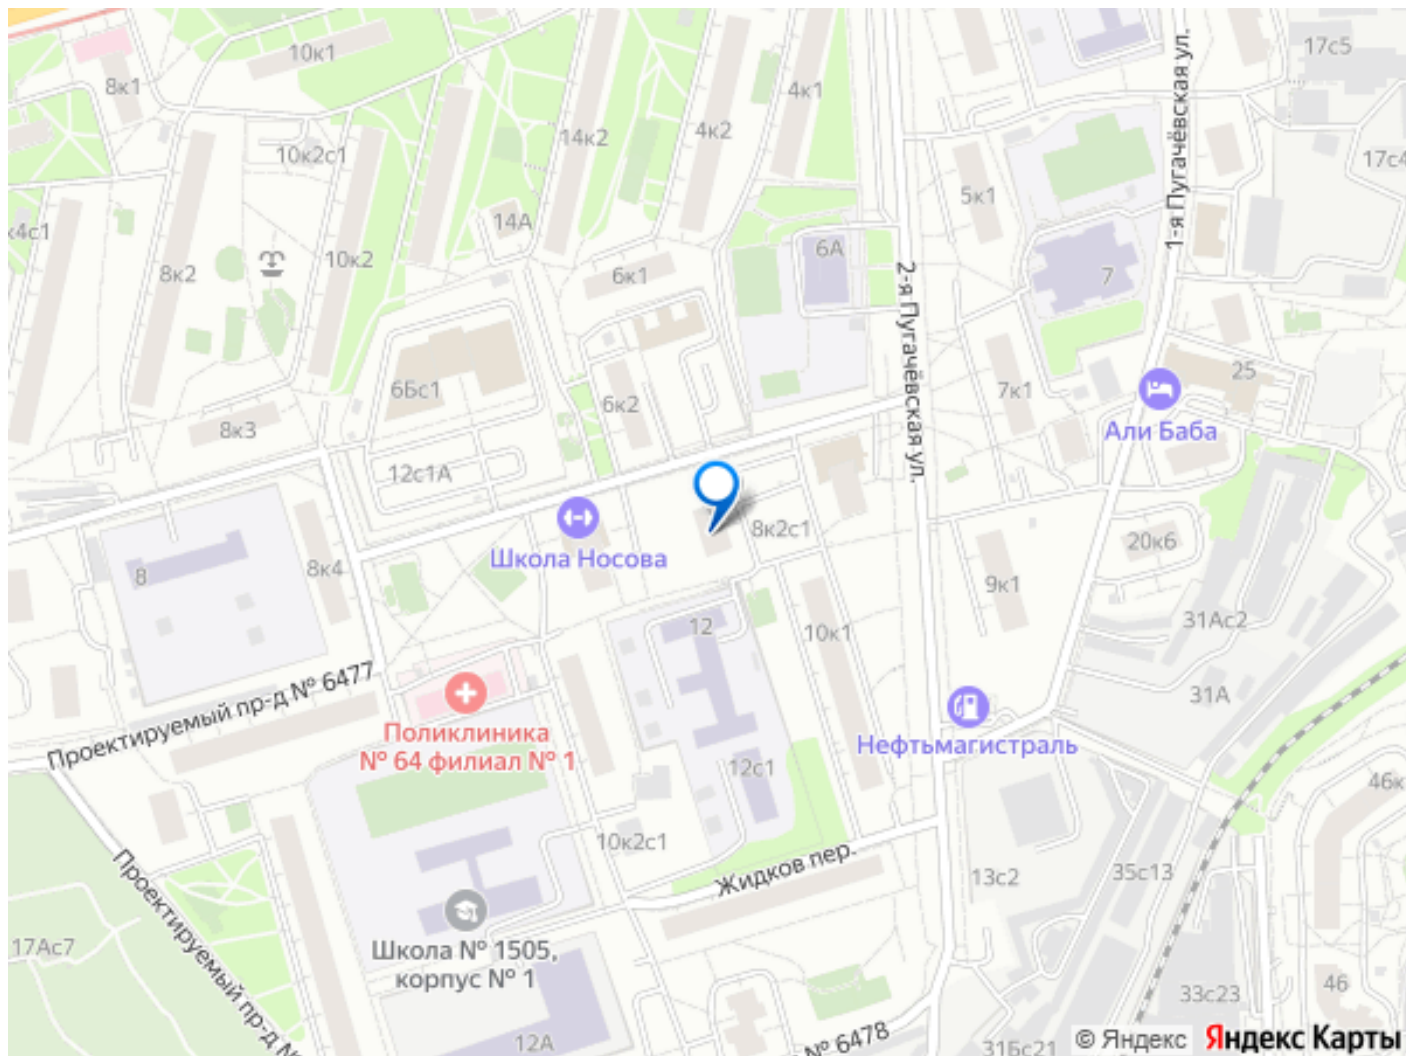 10к1
17с5
8к1
4к1
14к2
4к2
10к2с1
17с4
1-я Пугачёвская ул.
5к1
14А
к4с1
6А
10к2
8к2
6к1
7
2-я Пугачёвская ул.
25
6Бс1
7к1
6к2
Али Баба
8к3
12с1А
8к2с1
20к6
Школа Носова
8
8к4
9к1
31Ас2
12
10к1
Проектируемый пр-д № 6477
31А
Поликлиника
№ 64 филиал № 1
Нефтьмагистраль
12с1
46к
10к2с1
Жидков пер.
13с2
35с13
Проектируемый пр-д №
17Ас7
Школа № 1505,
корпус № 1
46
33с23
12А
№ 6478
31Бс21
© Яндекс Яндекс Карты